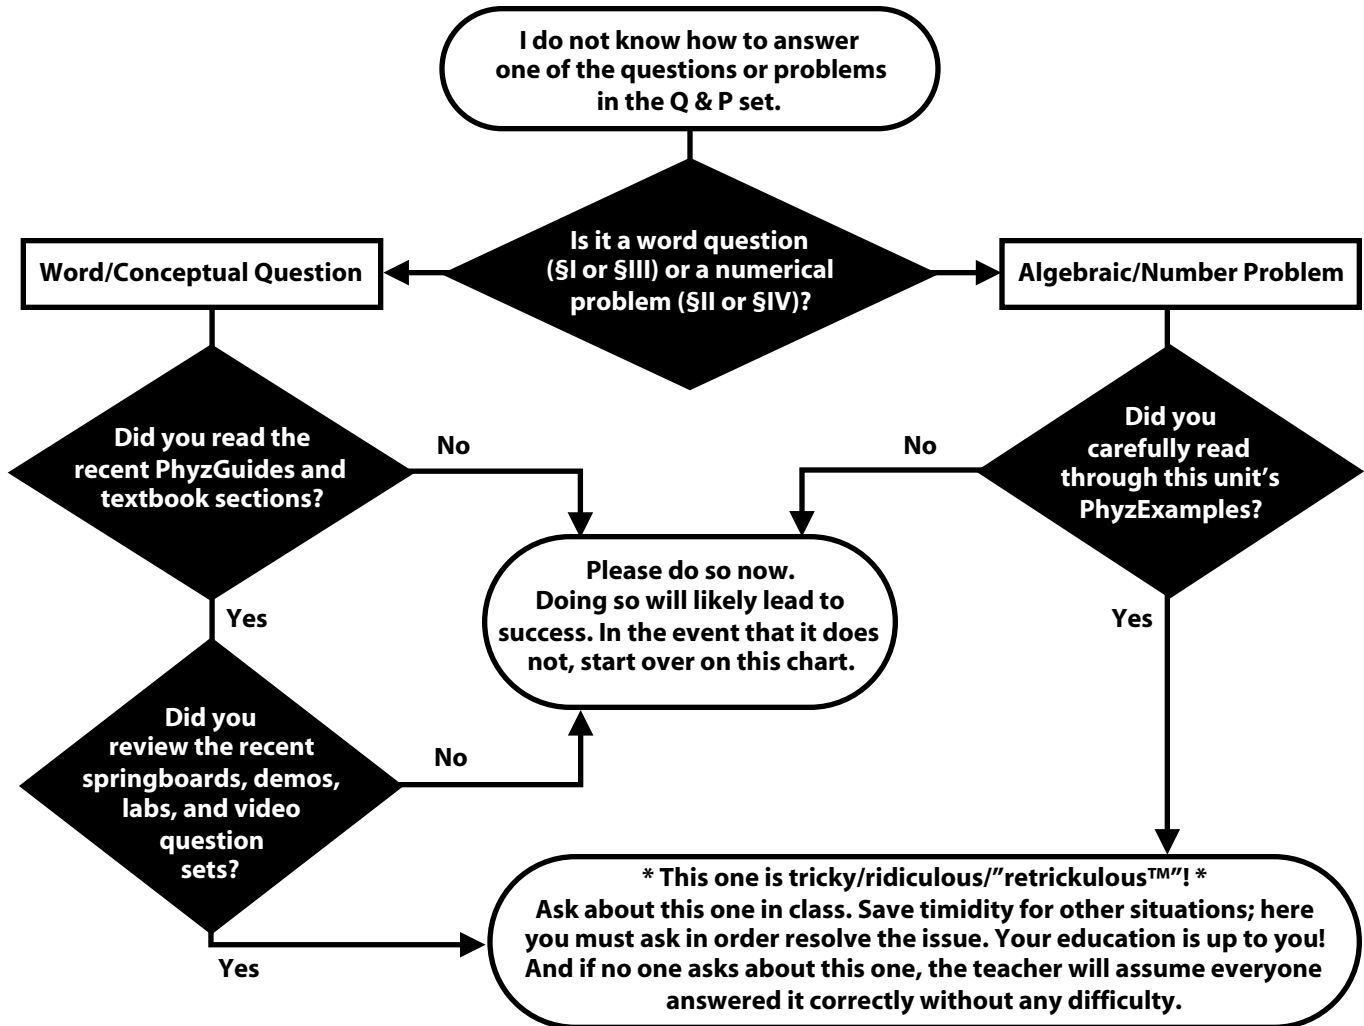 I do not know how to answer
one of the questions or problems
in the Q & P set.
Is it a word question
(§I or §III) or a numerical
problem (§II or §IV)?
Word/Conceptual Question
Algebraic/Number Problem
Did you read the
recent PhyzGuides and
textbook sections?
No
No
Did you
carefully read
through this unit's
PhyzExamples?
Please do so now.
Doing so will likely lead to
success. In the event that it does
not, start over on this chart.
Yes
Yes
Did you
review the recent
springboards, demos,
labs, and video
question
sets?
No
Yes
* This one is tricky/ridiculous/”retrickulous™”! *
Ask about this one in class. Save timidity for other situations; here
you must ask in order resolve the issue. Your education is up to you!
And if no one asks about this one, the teacher will assume everyone
answered it correctly without any difficulty.